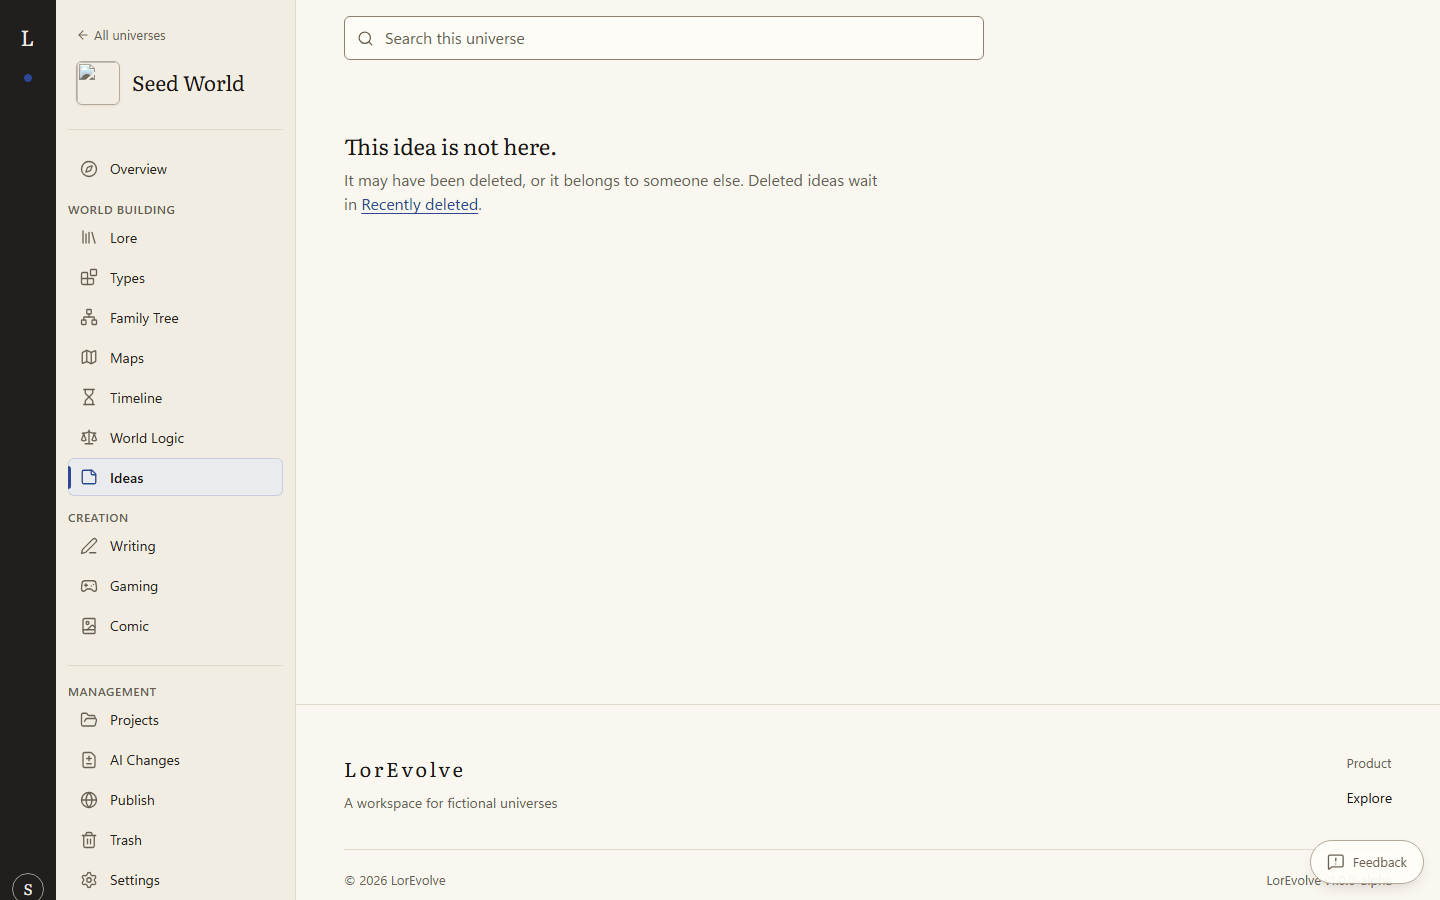 L
All universes
Seed World
Overview
WORLD BUILDING
Lore
Types
Family Tree
Maps
Timeline
World Logic
Ideas
CREATION
Writing
Gaming
Comic
MANAGEMENT
Projects
AI Changes
Publish
Trash
Settings
S
Search this universe
This idea is not here.
It may have been deleted, or it belongs to someone else. Deleted ideas wait
in Recently deleted.
LorEvolve
A workspace for fictional universes
Product
Explore
© 2026 LorEvolve
LorEvolve
Feedback